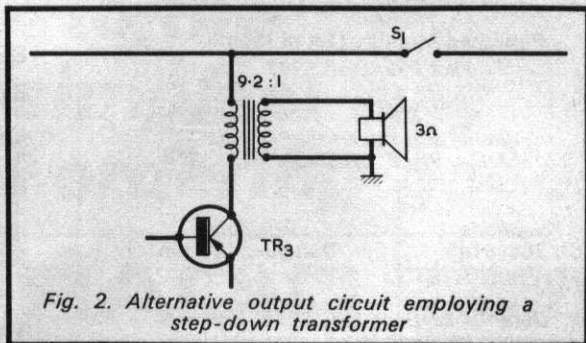 S1
9·2 : 1
3Ω
TR3
Fig. 2. Alternative output circuit employing a
step-down transformer